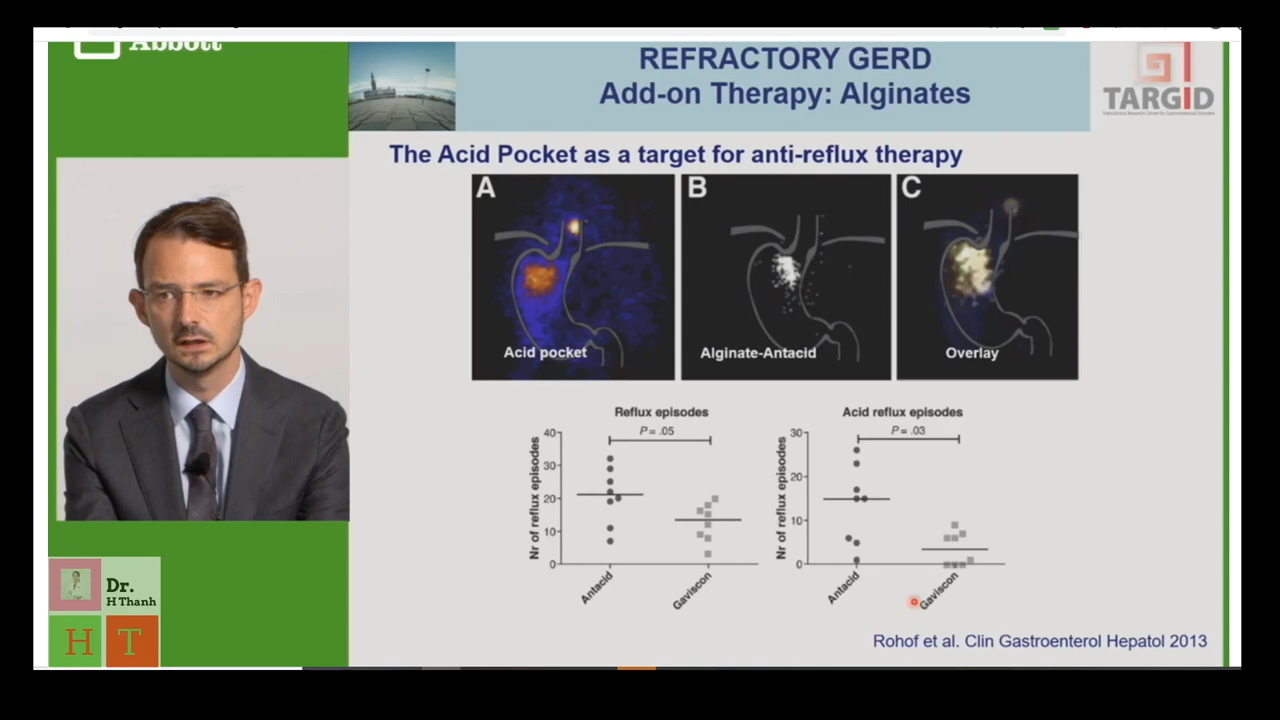 Abbott
REFRACTORY GERD
Add-on Therapy: Alginates
TARGID
The Acid Pocket as a target for anti-reflux therapy
A
B
C
Acid pocket
Alginate-Antacid
Overlay
Reflux episodes
P = .05
Nr of reflux episodes
40
30
20
10
0
Antacid
Gaviscon
Acid reflux episodes
P = .03
Nr of reflux episodes
30
20
10
0
Antacid
Gaviscon
Rohof et al. Clin Gastroenterol Hepatol 2013
Dr.
H Thanh
H T